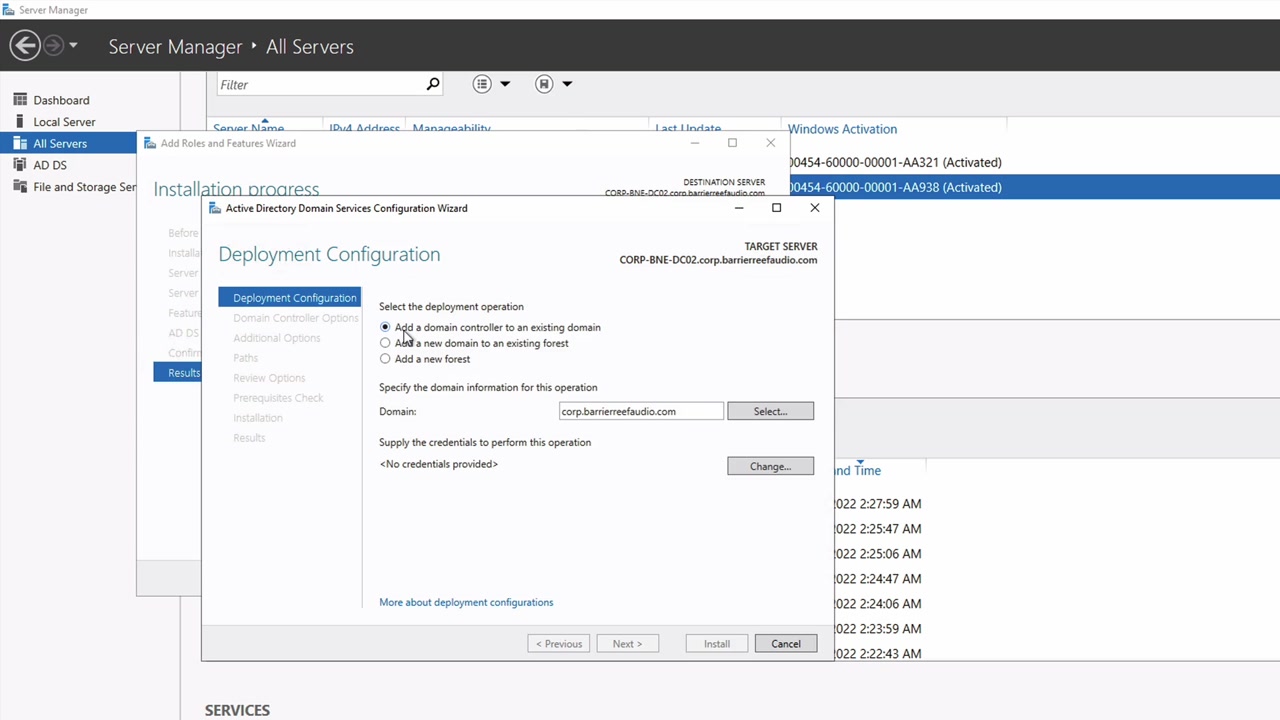 Server Manager
Server Manager • All Servers
Filter
Dashboard
Local Server
All Servers
AD DS
File and Storage Ser
Server Name IPv4 Address Manageability Last Update Windows Activation
00454-60000-00001-AA321 (Activated)
00454-60000-00001-AA938 (Activated)
Add Roles and Features Wizard
Installation progress
DESTINATION SERVER
CORP-BNE-DC02.corp.barrierreefaudio.com
Before
Installa
Server
Server
Feature
AD DS
Confirm
Results
Active Directory Domain Services Configuration Wizard
Deployment Configuration
TARGET SERVER
CORP-BNE-DC02.corp.barrierreefaudio.com
Deployment Configuration
Domain Controller Options
Additional Options
Paths
Review Options
Prerequisites Check
Installation
Results
Select the deployment operation
Add a domain controller to an existing domain
Add a new domain to an existing forest
Add a new forest
Specify the domain information for this operation
Domain: corp.barrierreefaudio.com Select...
Supply the credentials to perform this operation
<No credentials provided> Change...
More about deployment configurations
< Previous Next > Install Cancel
and Time
2022 2:27:59 AM
2022 2:25:47 AM
2022 2:25:06 AM
2022 2:24:47 AM
2022 2:24:06 AM
2022 2:23:59 AM
2022 2:22:43 AM
SERVICES